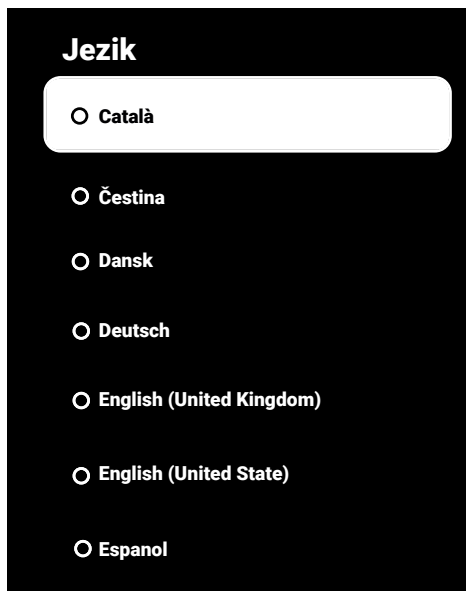 Jezik
Català
Čestina
Dansk
Deutsch
English (United Kingdom)
English (United State)
Espanol